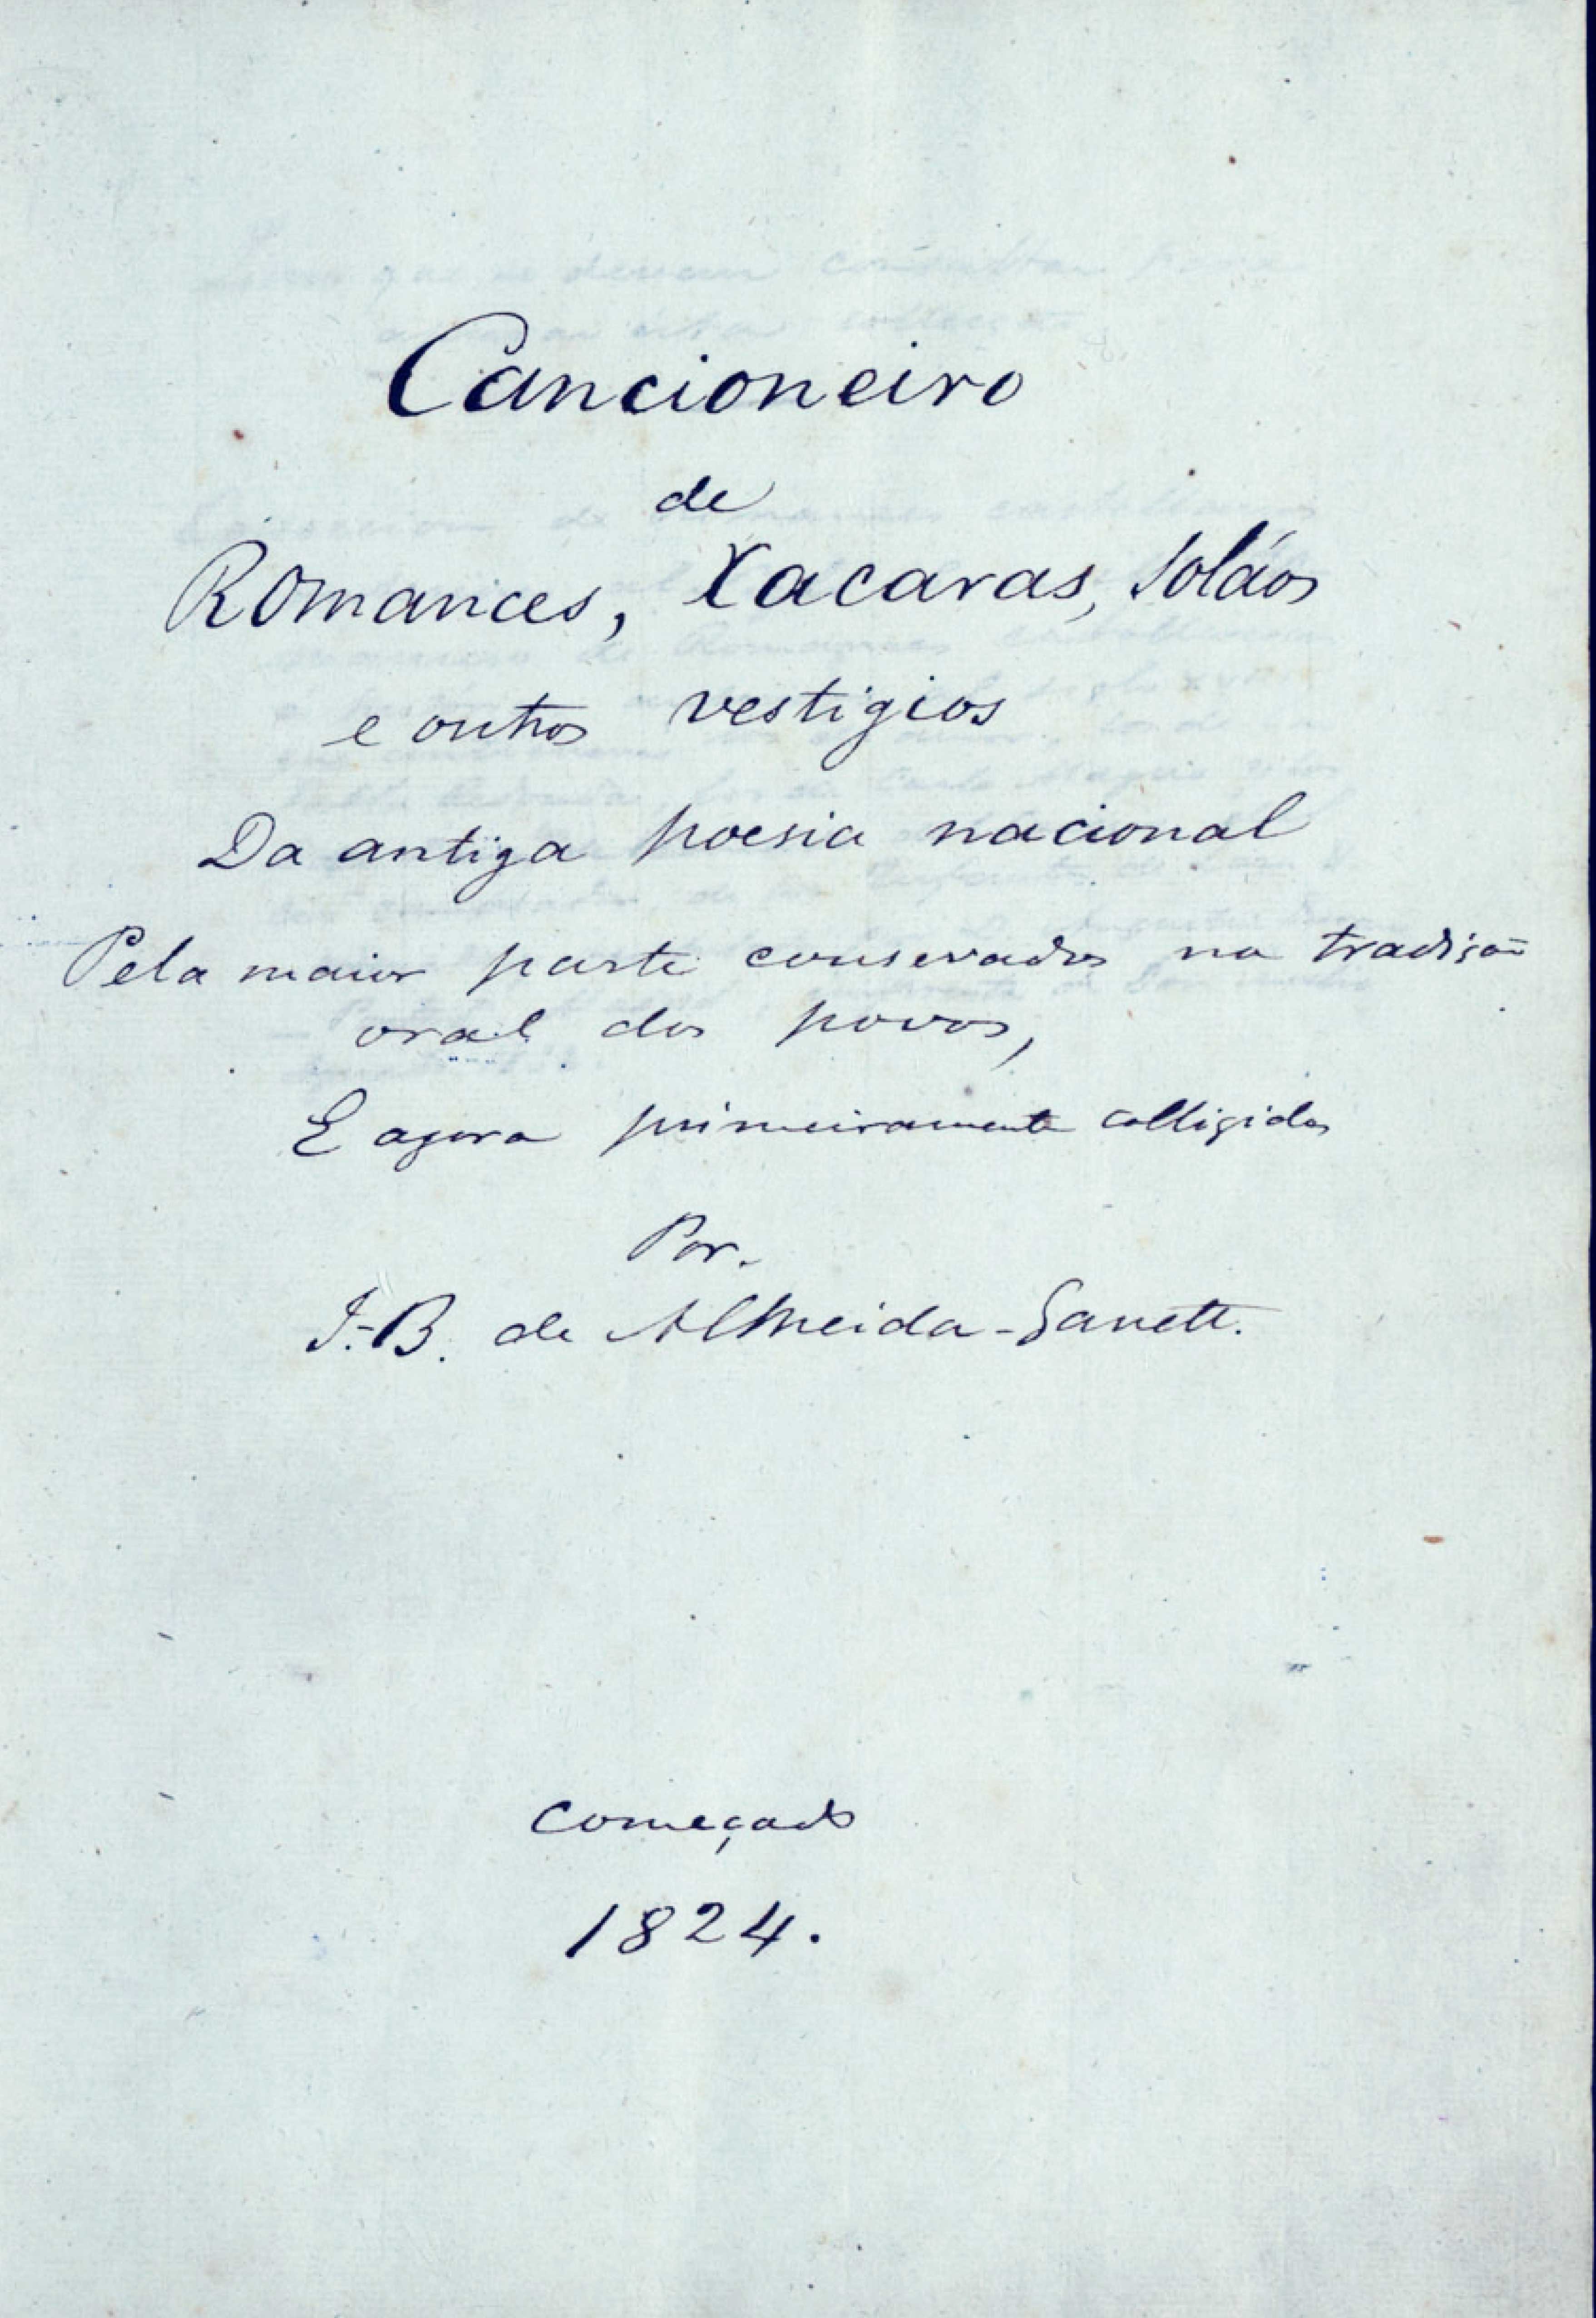 Cancioneiro
de
Romances, Xacaras, Soláos
e outros vestigios
Da antiga poesia nacional
Pela maior parte conservados na tradição
oral dos povos,
E agora primeiramente colligidos
Por.
J.-B. de Almeida-Garrett.
Começado
1824.